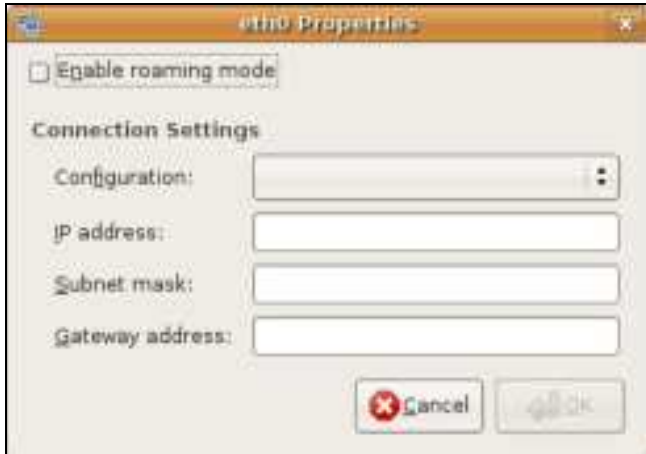 eth0 Properties
Enable roaming mode
Connection Settings
Configuration:
IP address:
Subnet mask:
Gateway address:
Cancel
OK